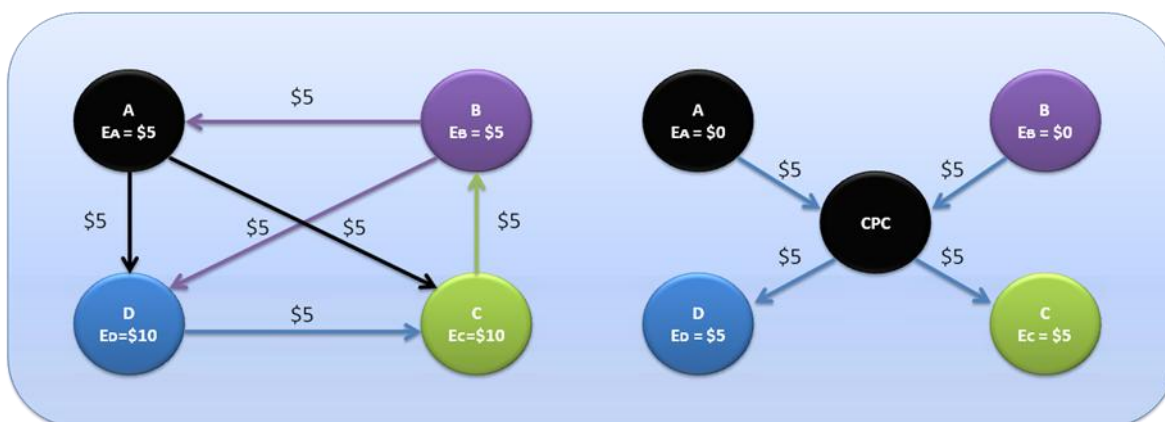 A
EA = $5
$5
B
EB = $5
$5
$5
$5
$5
D
ED=$10
$5
C
EC=$10
A
EA = $0
B
EB = $0
$5
$5
CPC
$5
$5
D
ED = $5
C
EC = $5